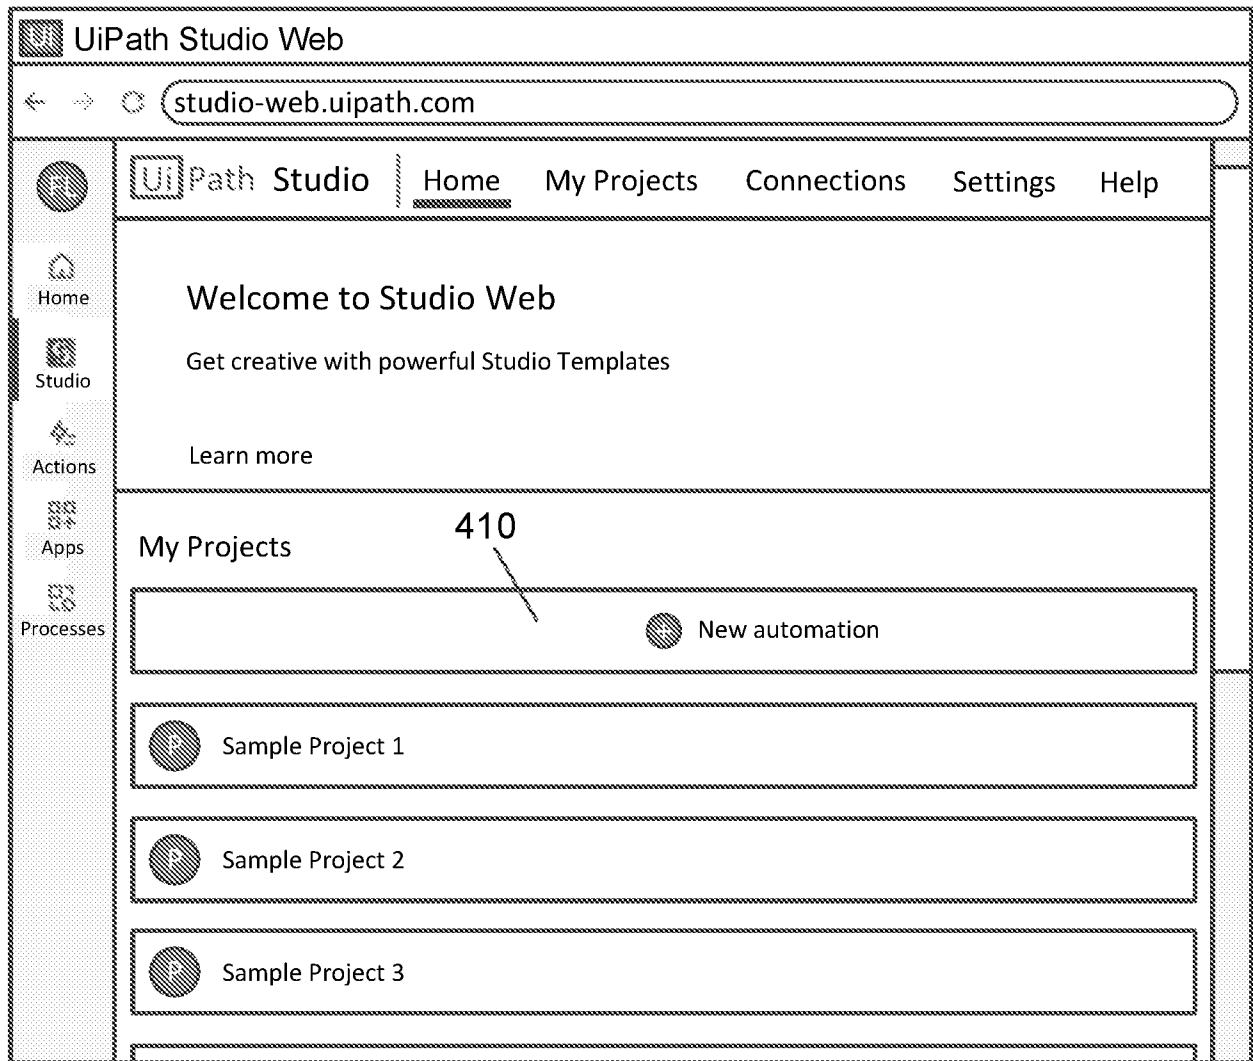 Ui UiPath Studio Web
studio-web.uipath.com
UiPath Studio Home My Projects Connections Settings Help
Home
Studio
Actions
Apps
Processes
Welcome to Studio Web
Get creative with powerful Studio Templates
Learn more
My Projects
410
+ New automation
P Sample Project 1
P Sample Project 2
P Sample Project 3